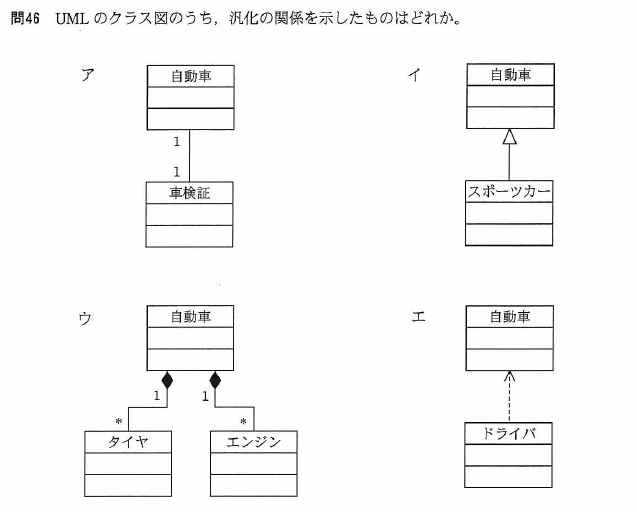 問46 UMLのクラス図のうち，汎化の関係を示したものはどれか。
ア
自動車
1
1
車検証
イ
自動車
スポーツカー
ウ
自動車
1 1
* *
タイヤ エンジン
エ
自動車
ドライバ